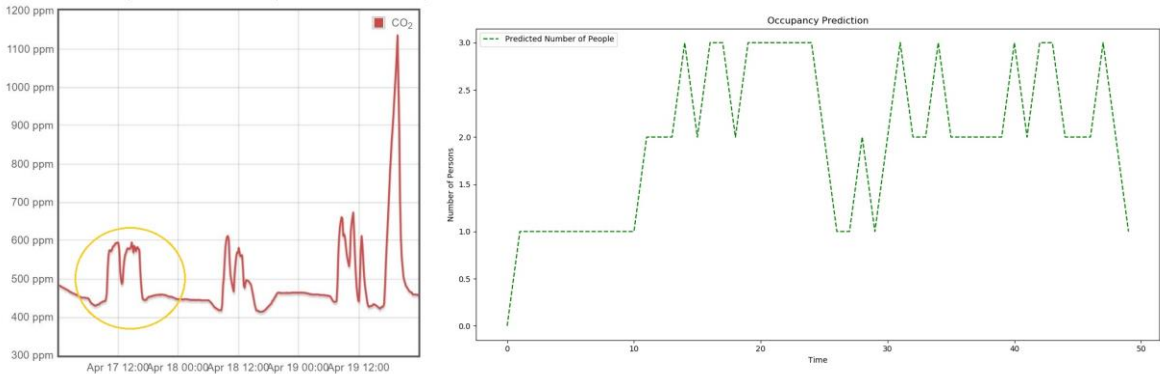 1200 ppm
CO₂
1100 ppm
1000 ppm
900 ppm
800 ppm
700 ppm
600 ppm
500 ppm
400 ppm
300 ppm
Apr 17 12:00 Apr 18 00:00 Apr 18 12:00 Apr 19 00:00 Apr 19 12:00
Occupancy Prediction
Predicted Number of People
3.0
2.5
2.0
1.5
1.0
0.5
0.0
Number of Persons
0 10 20 30 40 50
Time